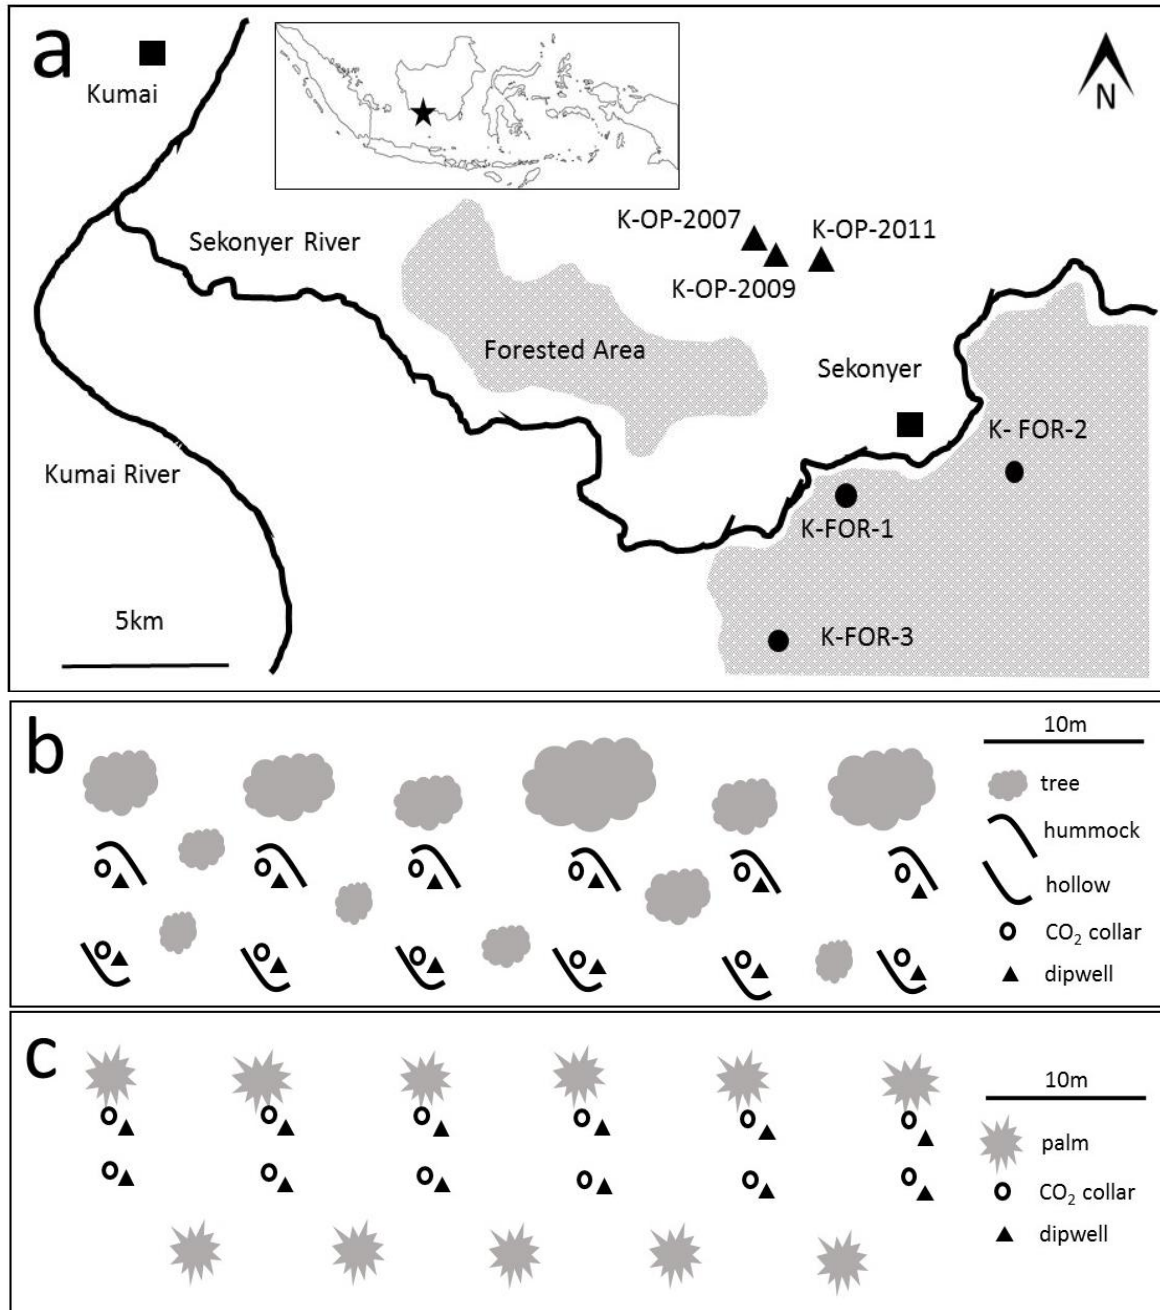 a
Kumai
N
K-OP-2007
K-OP-2011
Sekonyer River
K-OP-2009
Forested Area
Sekonyer
K- FOR-2
Kumai River
K-FOR-1
5km
K-FOR-3
b
10m
tree
hummock
hollow
CO₂ collar
dipwell
c
10m
palm
CO₂ collar
dipwell